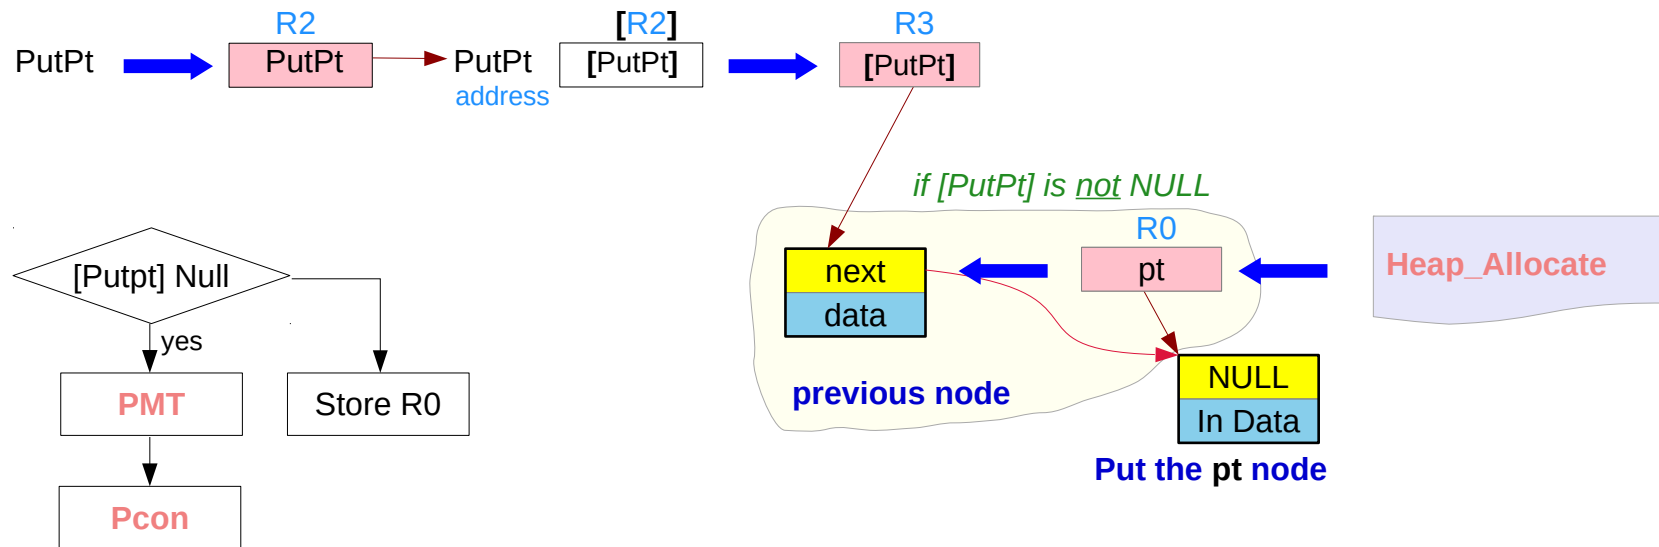 R2
[R2]
R3
PutPt
PutPt
PutPt
[PutPt]
[PutPt]
address
if [PutPt] is not NULL
R0
[Putpt] Null
next
pt
Heap_Allocate
data
yes
PMT
Store R0
previous node
NULL
In Data
Put the pt node
Pcon